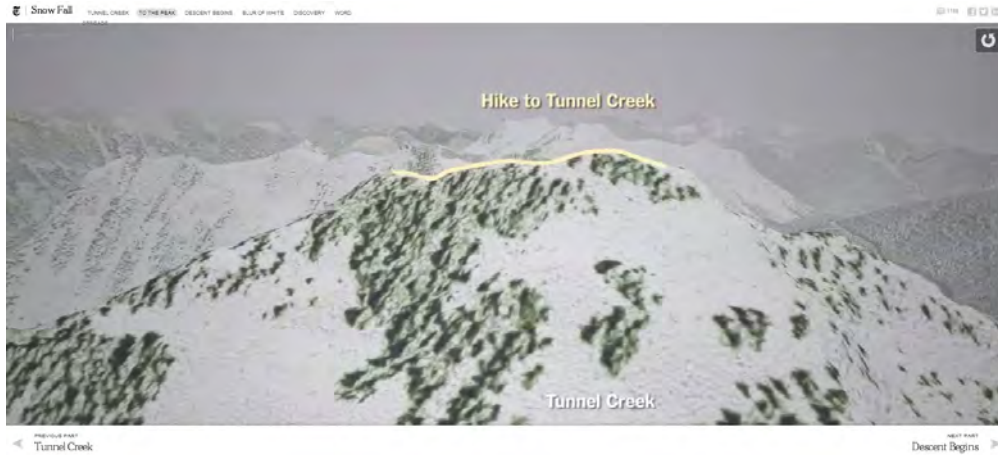 Snow Fall
TUNNEL CREEK TO THE PEAK DESCENT BEGINS BLUR OF WHITE DISCOVERY WORD
SPREADS
Hike to Tunnel Creek
Tunnel Creek
PREVIOUS PART
Tunnel Creek
NEXT PART
Descent Begins